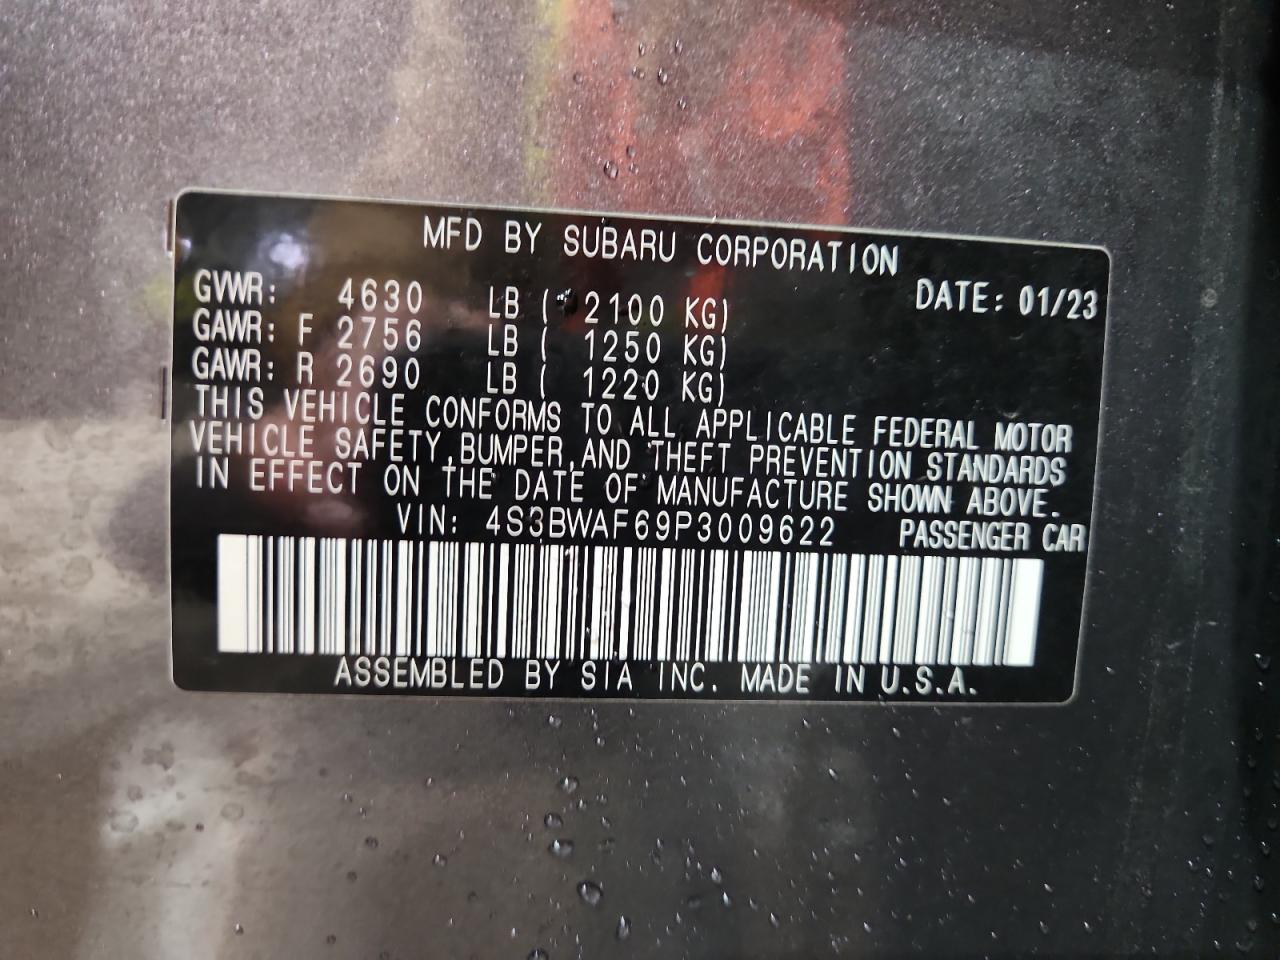 MFD BY SUBARU CORPORATION
GVWR: 4630 LB ( 2100 KG) DATE: 01/23
GAWR: F 2756 LB ( 1250 KG)
GAWR: R 2690 LB ( 1220 KG)
THIS VEHICLE CONFORMS TO ALL APPLICABLE FEDERAL MOTOR
VEHICLE SAFETY,BUMPER,AND THEFT PREVENTION STANDARDS
IN EFFECT ON THE DATE OF MANUFACTURE SHOWN ABOVE.
VIN: 4S3BWAF69P3009622 PASSENGER CAR
ASSEMBLED BY SIA INC. MADE IN U.S.A.